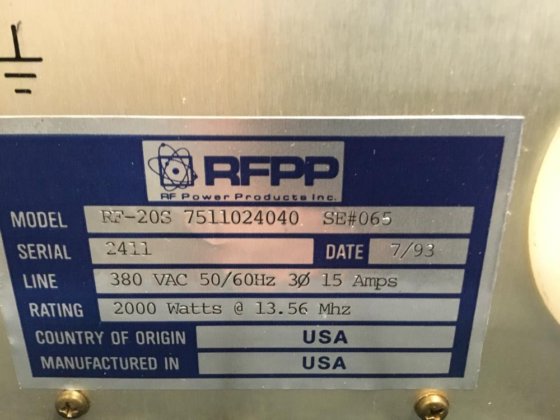 RFPP
RF Power Products Inc.
MODEL RF-20S 7511024040 SE#065
SERIAL 2411 DATE 7/93
LINE 380 VAC 50/60Hz 3Ø 15 Amps
RATING 2000 Watts @ 13.56 Mhz
COUNTRY OF ORIGIN USA
MANUFACTURED IN USA